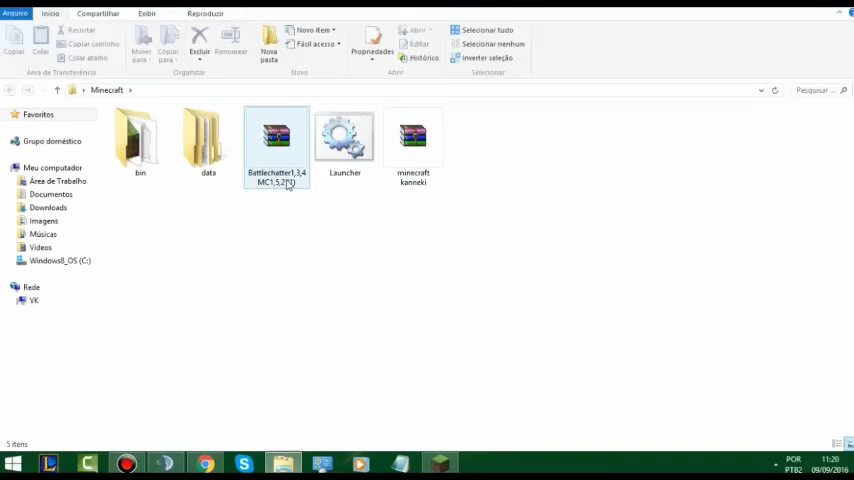 Arquivo Início Compartilhar Exibir Reproduzir
Copiar
Colar
Recortar
Copiar caminho
Colar atalho
Área de Transferência
Mover para
Copiar para
Excluir
Renomear
Organizar
Nova pasta
Novo item
Fácil acesso
Novo
Propriedades
Abrir
Editar
Histórico
Abrir
Selecionar tudo
Selecionar nenhum
Inverter seleção
Selecionar
Minecraft
Pesquisar ...
Favoritos
Grupo doméstico
Meu computador
Área de Trabalho
Documentos
Downloads
Imagens
Músicas
Vídeos
Windows8_OS (C:)
Rede
VK
bin
data
Battlechatter1,3,4
Launcher
minecraft
kanneki
5 itens
POR
PTB2
11:20
09/09/2016